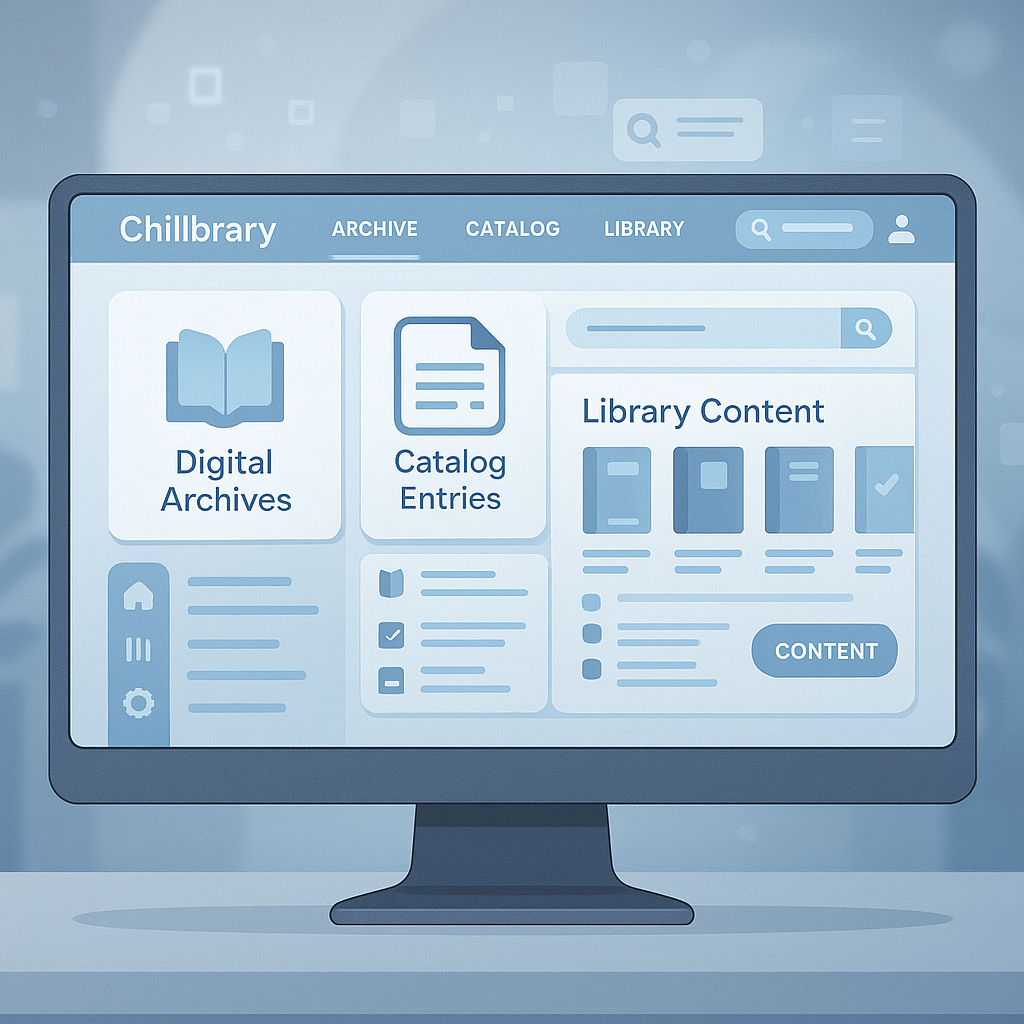 Chillbrary
ARCHIVE
CATALOG
LIBRARY
Digital
Archives
Catalog
Entries
Library Content
CONTENT